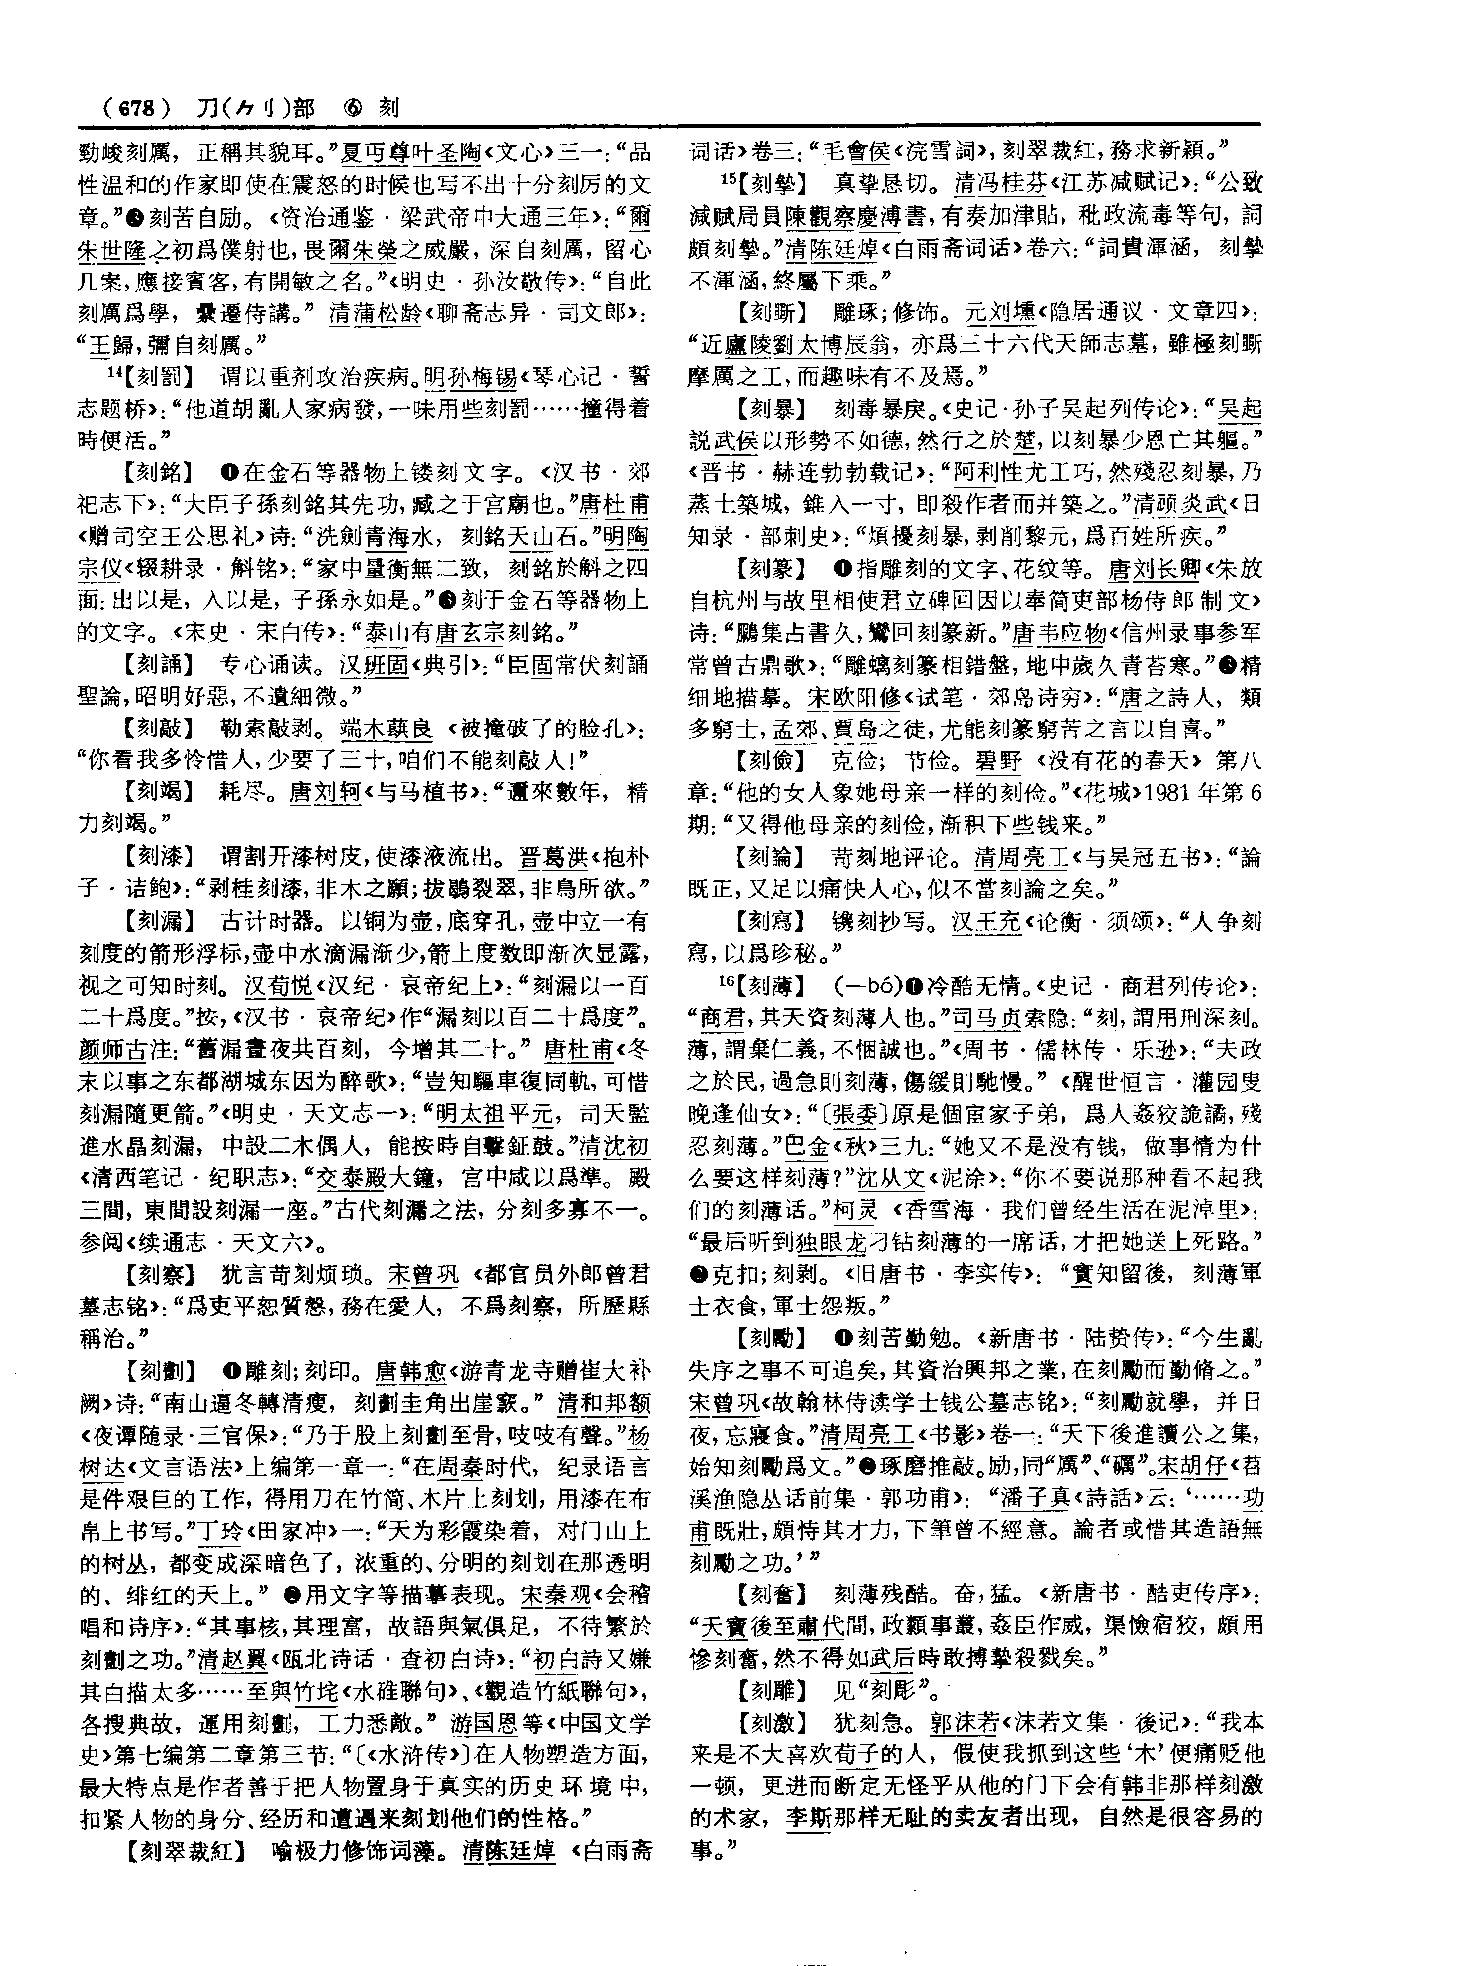 （678） 刀（⺈刂）部 ⑥ 刻
勁峻刻厲，正稱其貌耳。”夏丏尊叶圣陶《文心》三一：“品
性温和的作家即使在震怒的时候也写不出十分刻厉的文
章。”❸刻苦自励。《资治通鉴·梁武帝中大通三年》：“爾
朱世隆之初爲僕射也，畏爾朱榮之威嚴，深自刻厲，留心
几案，應接賓客，有開敏之名。”《明史·孙汝敬传》：“自此
刻厲爲學，纍遷侍講。”清蒲松龄《聊斋志异·司文郎》：
“王歸，彌自刻厲。”
14【刻罰】 谓以重剂攻治疾病。明孙梅锡《琴心记·誓
志题桥》：“他道胡亂人家病發，一味用些刻罰……撞得着
時便活。”
【刻銘】 ❶在金石等器物上镂刻文字。《汉书·郊
祀志下》：“大臣子孫刻銘其先功，臧之于宫廟也。”唐杜甫
《赠司空王公思礼》诗：“洗劍青海水，刻銘天山石。”明陶
宗仪《辍耕录·斛铭》：“家中量衡無二致，刻銘於斛之四
面：出以是，入以是，子孫永如是。”❷刻于金石等器物上
的文字。《宋史·宋白传》：“泰山有唐玄宗刻銘。”
【刻誦】 专心诵读。汉班固《典引》：“臣固常伏刻誦
聖論，昭明好惡，不遺細微。”
【刻敲】 勒索敲剥。端木蕻良《被撞破了的脸孔》：
“你看我多怜惜人，少要了三十，咱们不能刻敲人！”
【刻竭】 耗尽。唐刘轲《与马植书》：“邇來數年，精
力刻竭。”
【刻漆】 谓割开漆树皮，使漆液流出。晋葛洪《抱朴
子·诘鲍》：“剥桂刻漆，非木之願；拔鶡裂翠，非鳥所欲。”
【刻漏】 古计时器。以铜为壶，底穿孔，壶中立一有
刻度的箭形浮标，壶中水滴漏渐少，箭上度数即渐次显露，
视之可知时刻。汉荀悦《汉纪·哀帝纪上》：“刻漏以一百
二十爲度。”按，《汉书·哀帝纪》作“漏刻以百二十爲度”。
颜师古注：“舊漏晝夜共百刻，今增其二十。”唐杜甫《冬
末以事之东都湖城东因为醉歌》：“豈知驅車復同軌，可惜
刻漏隨更箭。”《明史·天文志一》：“明太祖平元，司天監
進水晶刻漏，中設二木偶人，能按時自擊鉦鼓。”清沈初
《清西笔记·纪职志》：“交泰殿大鐘，宫中咸以爲準。殿
三間，東間設刻漏一座。”古代刻漏之法，分刻多寡不一。
参阅《续通志·天文六》。
【刻察】 犹言苛刻烦琐。宋曾巩《都官员外郎曾君
墓志铭》：“爲吏平恕質慤，務在愛人，不爲刻察，所歷縣
稱治。”
【刻劃】 ❶雕刻；刻印。唐韩愈《游青龙寺赠崔大补
阙》诗：“南山逼冬轉清瘦，刻劃圭角出崖窾。”清和邦额
《夜谭随录·三官保》：“乃于股上刻劃至骨，吱吱有聲。”杨
树达《文言语法》上编第一章一：“在周秦时代，纪录语言
是件艰巨的工作，得用刀在竹简、木片上刻划，用漆在布
帛上书写。”丁玲《田家冲》一：“天为彩霞染着，对门山上
的树丛，都变成深暗色了，浓重的、分明的刻划在那透明
的、绯红的天上。”❷用文字等描摹表现。宋秦观《会稽
唱和诗序》：“其事核，其理富，故語與氣俱足，不待繁於
刻劃之功。”清赵翼《瓯北诗话·查初白诗》：“初白詩又嫌
其白描太多……至與竹垞《水碓聯句》、《觀造竹紙聯句》，
各搜典故，運用刻劃，工力悉敵。”游国恩等《中国文学
史》第七编第二章第三节：“〔《水浒传》〕在人物塑造方面，
最大特点是作者善于把人物置身于真实的历史环境中，
扣紧人物的身分、经历和遭遇来刻划他们的性格。”
【刻翠裁紅】 喻极力修饰词藻。清陈廷焯《白雨斋
词话》卷三：“毛會侯《浣雪詞》，刻翠裁紅，務求新穎。”
15【刻摯】 真挚恳切。清冯桂芬《江苏减赋记》：“公致
減賦局員陳觀察慶溥書，有奏加津貼，秕政流毒等句，詞
頗刻摯。”清陈廷焯《白雨斋词话》卷六：“詞貴渾涵，刻摯
不渾涵，終屬下乘。”
【刻斲】 雕琢；修饰。元刘壎《隐居通议·文章四》：
“近廬陵劉太博辰翁，亦爲三十六代天師志墓，雖極刻斲
摩厲之工，而趣味有不及焉。”
【刻暴】 刻毒暴戾。《史记·孙子吴起列传论》：“吴起
説武侯以形勢不如德，然行之於楚，以刻暴少恩亡其軀。”
《晋书·赫连勃勃载记》：“阿利性尤工巧，然殘忍刻暴，乃
蒸土築城，錐入一寸，即殺作者而并築之。”清顾炎武《日
知录·部刺史》：“煩擾刻暴，剥削黎元，爲百姓所疾。”
【刻篆】 ❶指雕刻的文字、花纹等。唐刘长卿《朱放
自杭州与故里相使君立碑回因以奉简吏部杨侍郎制文》
诗：“鵩集占書久，鸞回刻篆新。”唐韦应物《信州录事参军
常曾古鼎歌》：“雕螭刻篆相錯盤，地中歲久青苔寒。”❷精
细地描摹。宋欧阳修《试笔·郊岛诗穷》：“唐之詩人，類
多窮士，孟郊、賈島之徒，尤能刻篆窮苦之言以自喜。”
【刻儉】 克俭；节俭。碧野《没有花的春天》第八
章：“他的女人象她母亲一样的刻俭。”《花城》1981年第6
期：“又得他母亲的刻俭，渐积下些钱来。”
【刻論】 苛刻地评论。清周亮工《与吴冠五书》：“論
既正，又足以痛快人心，似不當刻論之矣。”
【刻寫】 镌刻抄写。汉王充《论衡·须颂》：“人争刻
寫，以爲珍秘。”
16【刻薄】 （—bó）❶冷酷无情。《史记·商君列传论》：
“商君，其天資刻薄人也。”司马贞索隐：“刻，謂用刑深刻。
薄，謂棄仁義，不悃誠也。”《周书·儒林传·乐逊》：“夫政
之於民，過急則刻薄，傷緩則馳慢。”《醒世恒言·灌园叟
晚逢仙女》：“〔張委〕原是個宦家子弟，爲人姦狡詭譎，殘
忍刻薄。”巴金《秋》三九：“她又不是没有钱，做事情为什
么要这样刻薄？”沈从文《泥涂》：“你不要说那种看不起我
们的刻薄话。”柯灵《香雪海·我们曾经生活在泥淖里》：
“最后听到独眼龙刁钻刻薄的一席话，才把她送上死路。”
❷克扣；刻剥。《旧唐书·李实传》：“實知留後，刻薄軍
士衣食，軍士怨叛。”
【刻勵】 ❶刻苦勤勉。《新唐书·陆贽传》：“今生亂
失序之事不可追矣，其資治興邦之業，在刻勵而勤脩之。”
宋曾巩《故翰林侍读学士钱公墓志铭》：“刻勵就學，并日
夜，忘寢食。”清周亮工《书影》卷一：“天下後進讀公之集，
始知刻勵爲文。”❷琢磨推敲。励，同“厲”、“礪”。宋胡仔《苕
溪渔隐丛话前集·郭功甫》：“潘子真《詩話》云：‘……功
甫既壯，頗恃其才力，下筆曾不經意。論者或惜其造語無
刻勵之功。’”
【刻奮】 刻薄残酷。奋，猛。《新唐书·酷吏传序》：
“天寶後至肅代間，政纇事叢，姦臣作威，渠憸宿狡，頗用
慘刻奮，然不得如武后時敢搏摯殺戮矣。”
【刻雕】 见“刻彫”。
【刻激】 犹刻急。郭沫若《沫若文集·後记》：“我本
来是不大喜欢荀子的人，假使我抓到这些‘木’便痛贬他
一顿，更进而断定无怪乎从他的门下会有韩非那样刻激
的术家，李斯那样无耻的卖友者出现，自然是很容易的
事。”